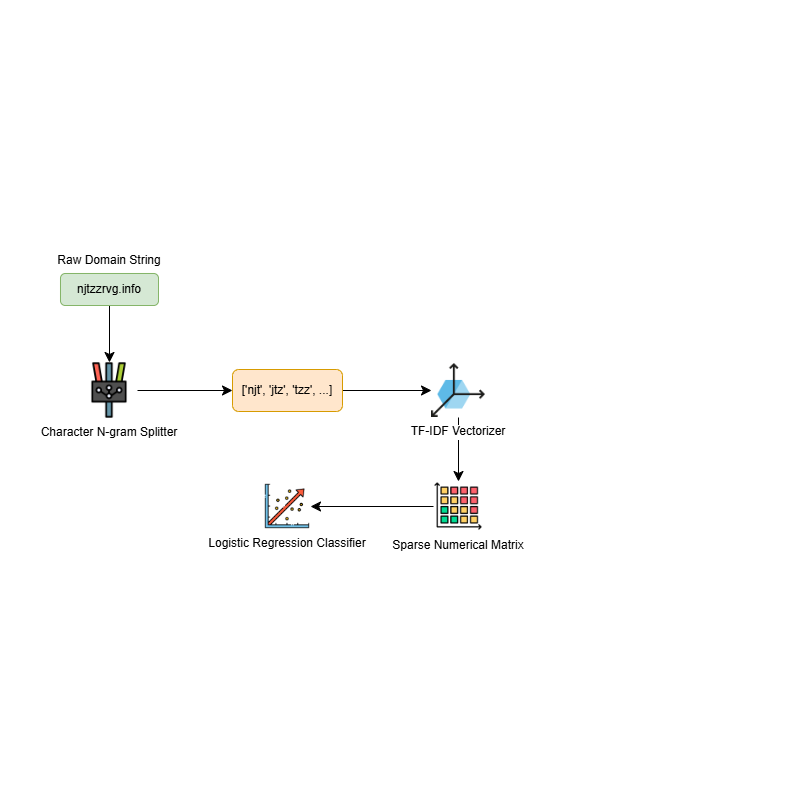 Raw Domain String
njtzzrvg.info
Character N-gram Splitter
['njt', 'jtz', 'tzz', ...]
TF-IDF Vectorizer
Sparse Numerical Matrix
Logistic Regression Classifier